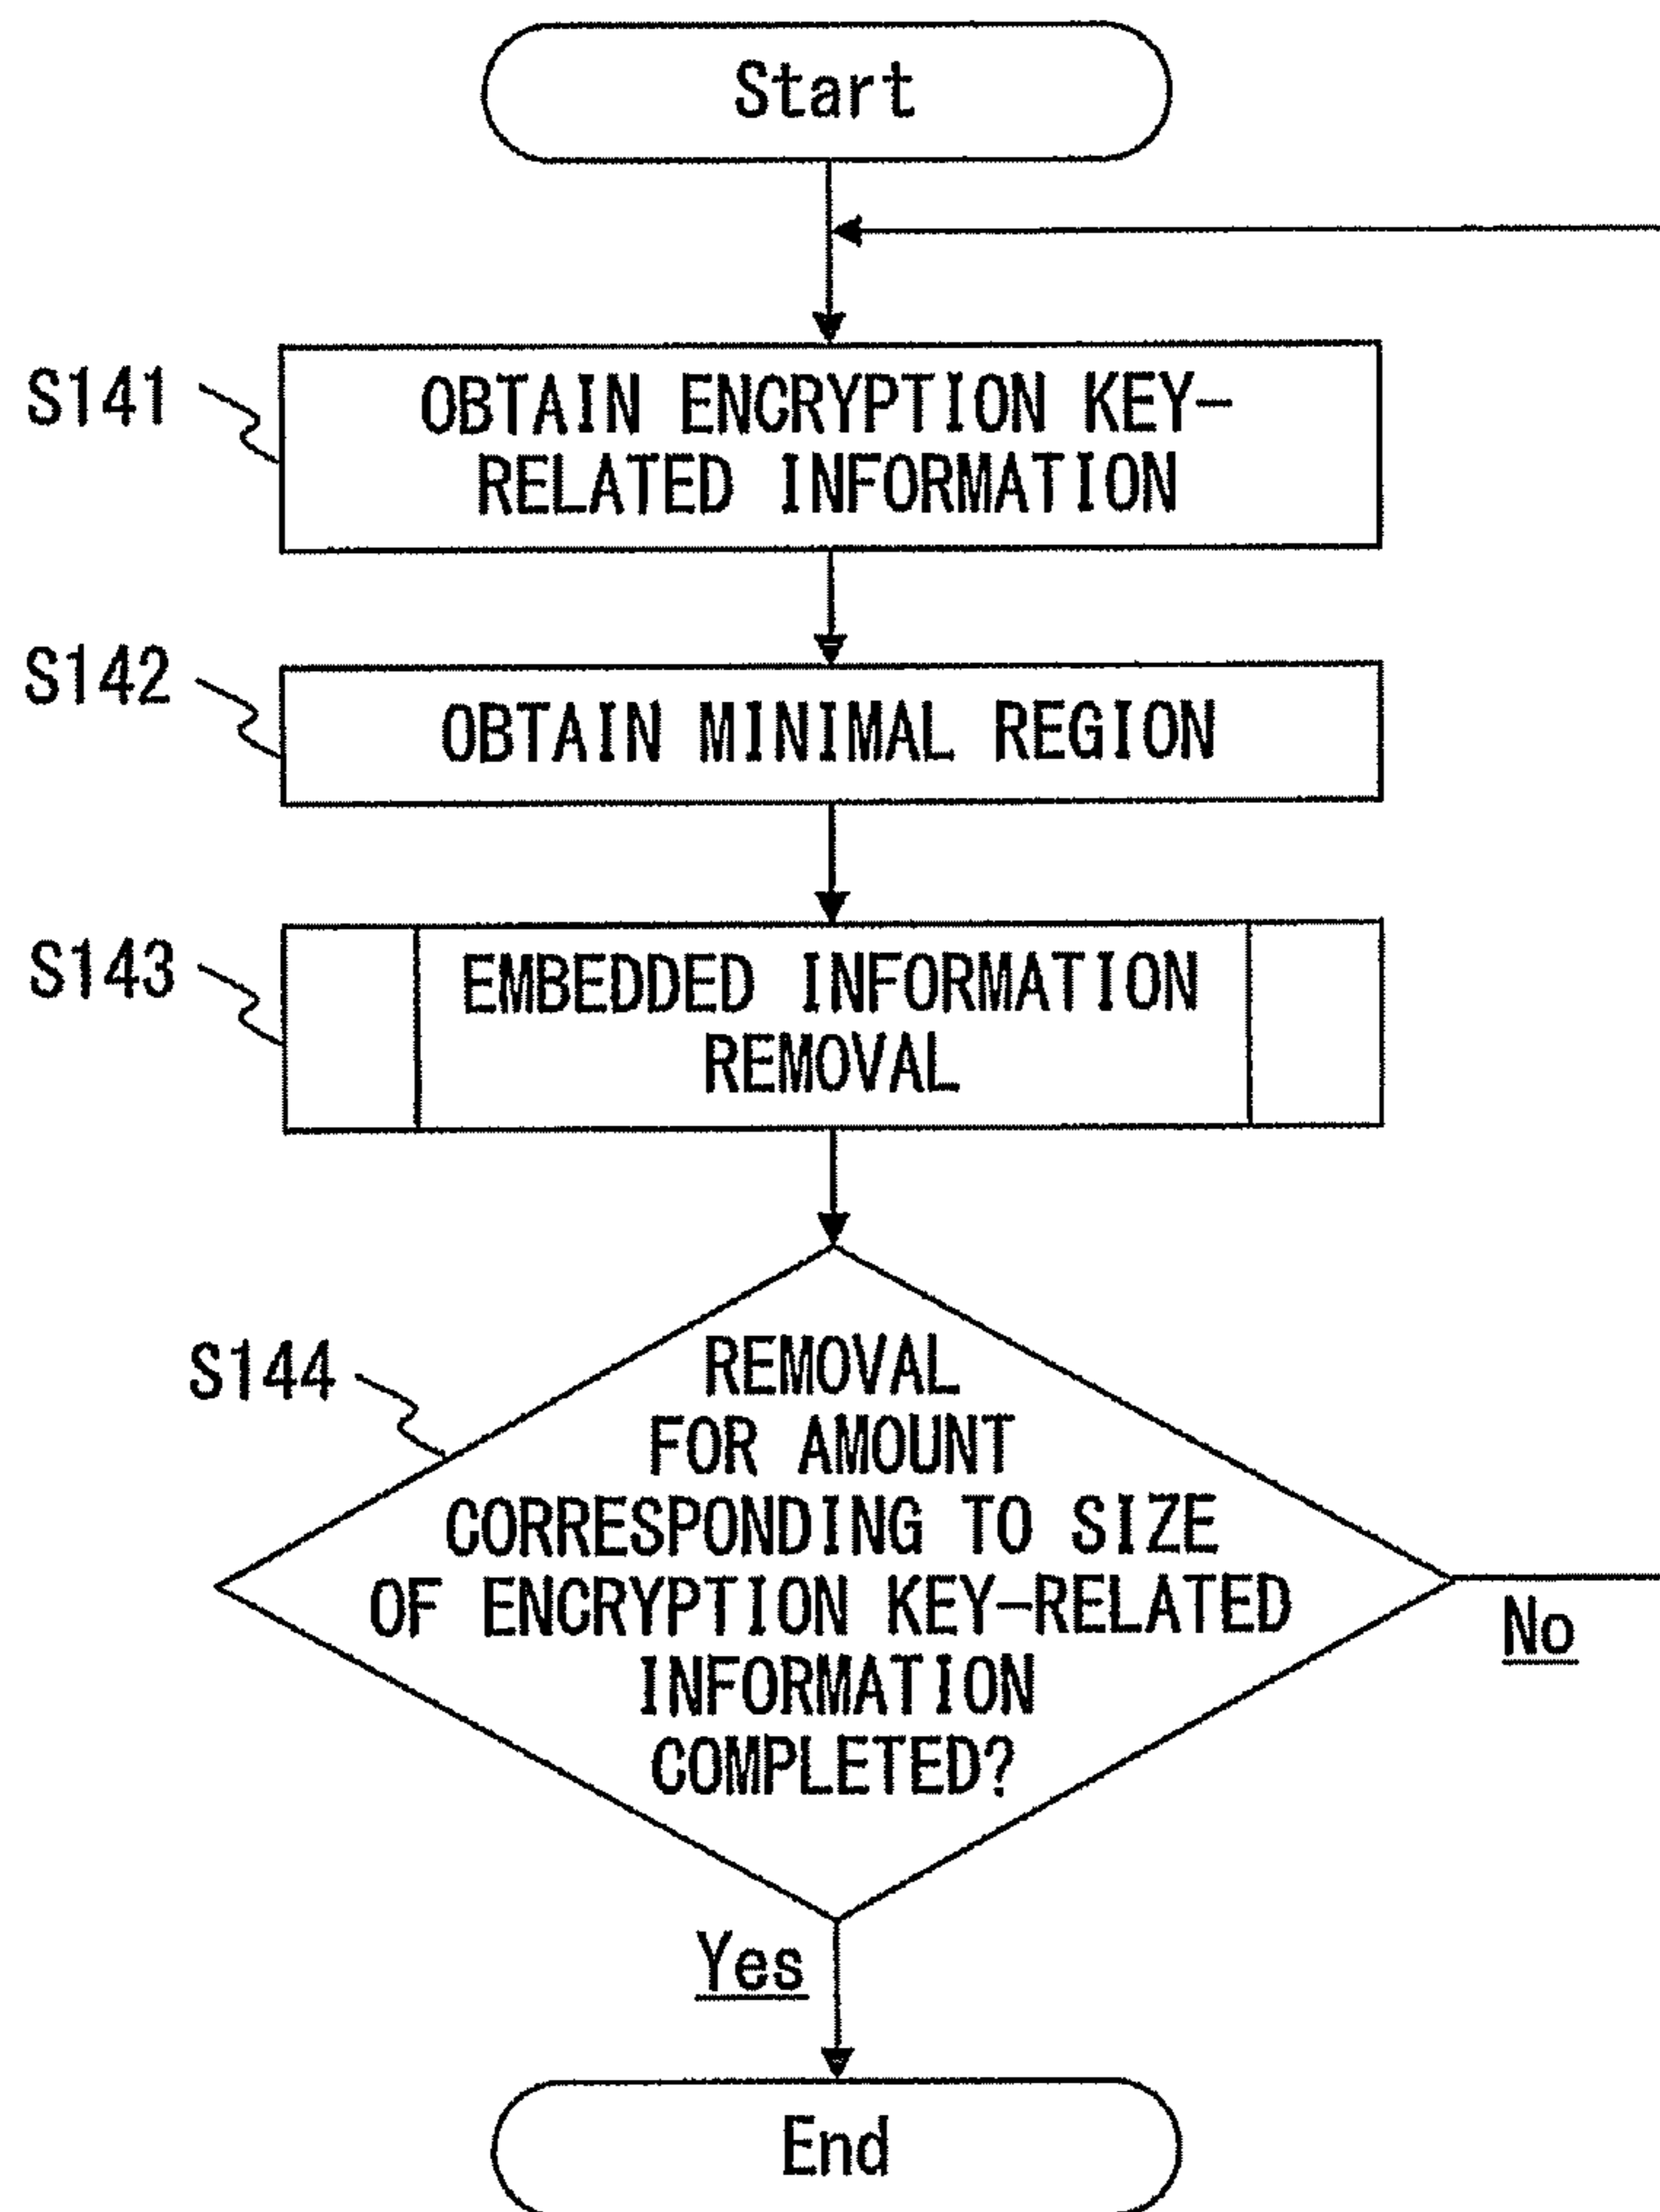 Start
S141
OBTAIN ENCRYPTION KEY-
RELATED INFORMATION
S142
OBTAIN MINIMAL REGION
S143
EMBEDDED INFORMATION
REMOVAL
S144
REMOVAL
FOR AMOUNT
CORRESPONDING TO SIZE
OF ENCRYPTION KEY-RELATED
INFORMATION
COMPLETED?
No
Yes
End